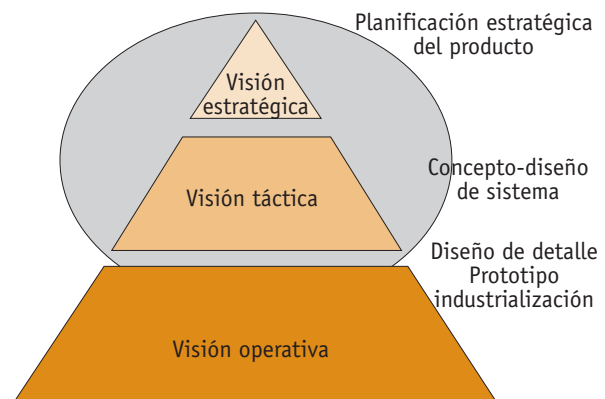 Planificación estratégica
del producto
Visión
estratégica
Concepto-diseño
de sistema
Visión táctica
Diseño de detalle
Prototipo
industrialización
Visión operativa